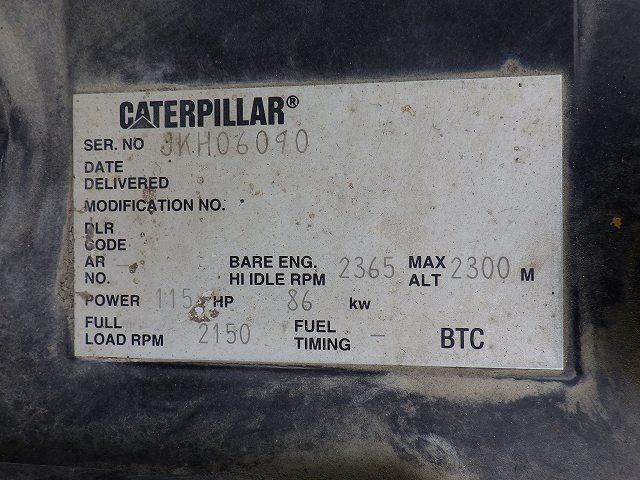 CATERPILLAR®
SER. NO JKH06090
DATE
DELIVERED
MODIFICATION NO.
DLR
CODE
AR
NO. –
BARE ENG.
HI IDLE RPM 2365
MAX
ALT 2300 M
POWER 115 HP 86 kw
FULL
LOAD RPM 2150
FUEL
TIMING – BTC